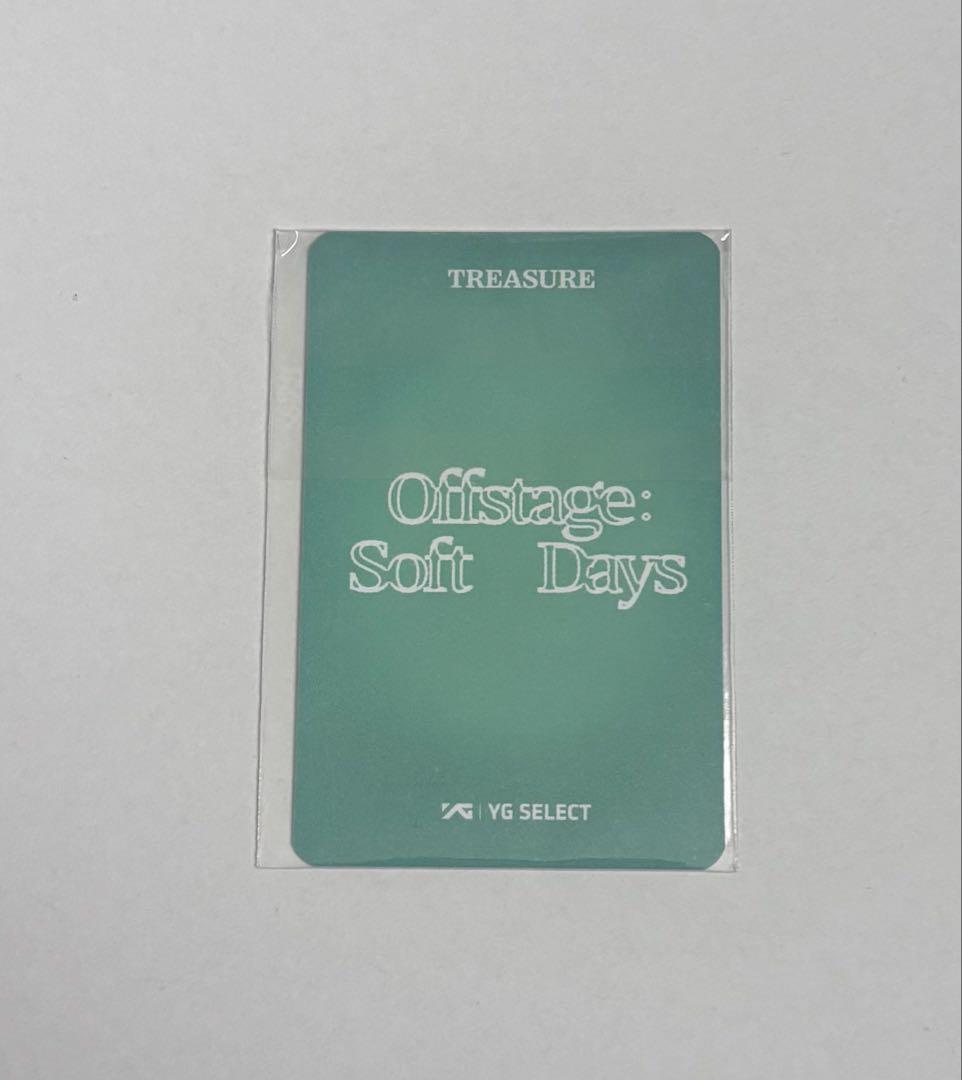 TREASURE
Offstage:
Soft Days
YG | YG SELECT